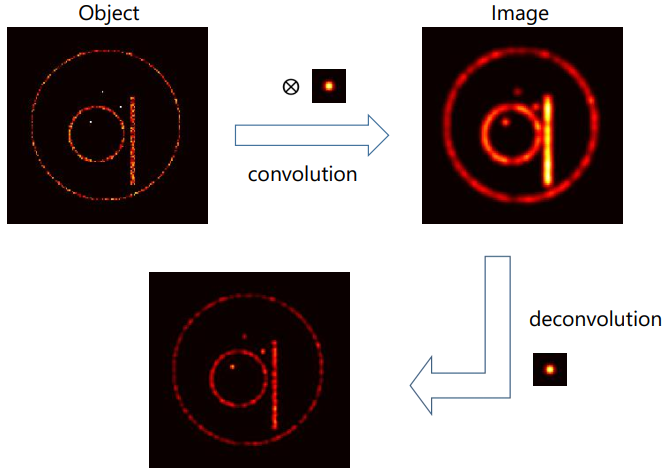 Object
Image
⊗
convolution
deconvolution